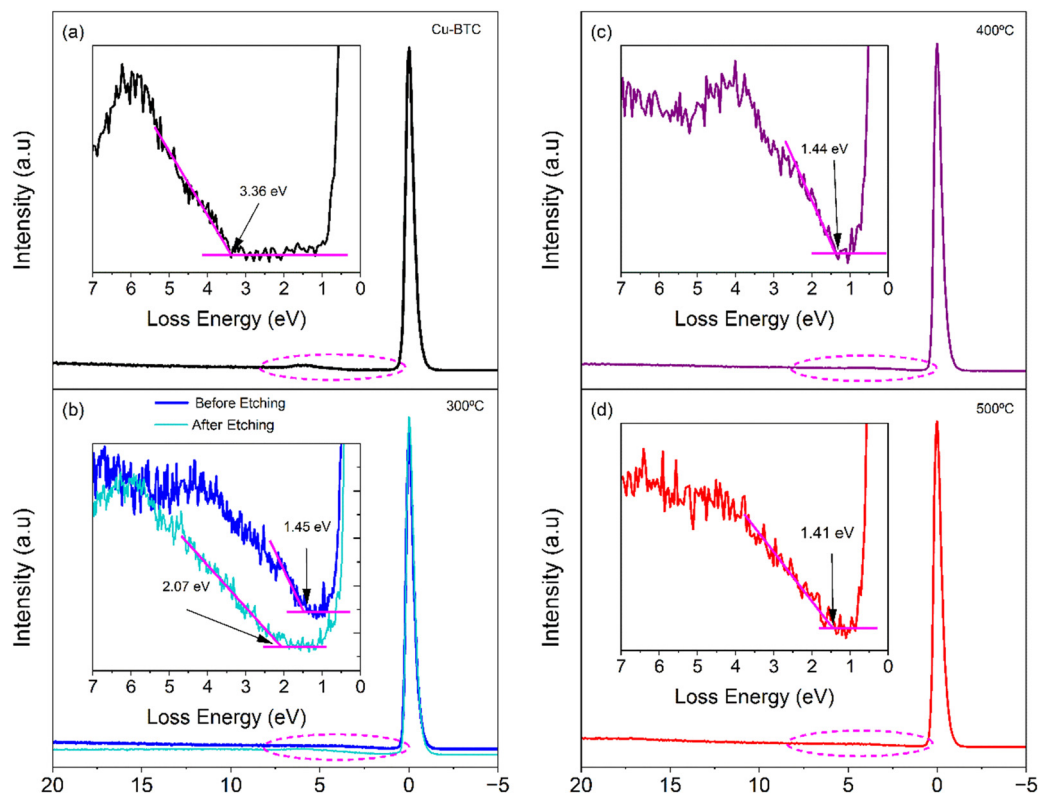 (a)
Cu-BTC
Intensity (a.u)
3.36 eV
7 6 5 4 3 2 1 0
Loss Energy (eV)
(c)
400ºC
Intensity (a.u)
1.44 eV
7 6 5 4 3 2 1 0
Loss Energy (eV)
(b)
Before Etching
After Etching
300ºC
Intensity (a.u)
1.45 eV
2.07 eV
7 6 5 4 3 2 1 0
Loss Energy (eV)
20 15 10 5 0 -5
(d)
500ºC
Intensity (a.u)
1.41 eV
7 6 5 4 3 2 1 0
Loss Energy (eV)
20 15 10 5 0 -5